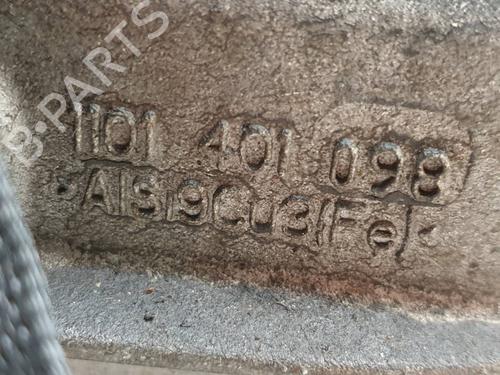 B-PARTS
1101 401 098
>AlSi9Cu3(Fe)<